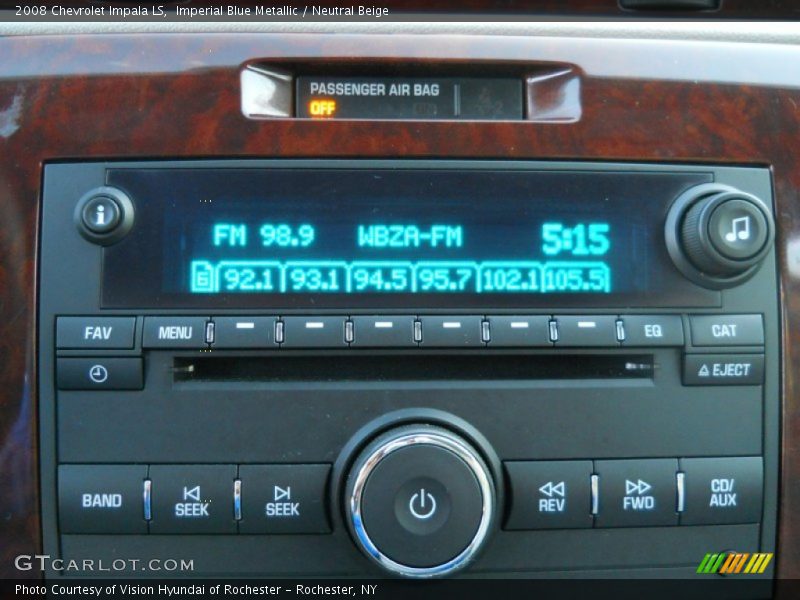 2008 Chevrolet Impala LS, Imperial Blue Metallic / Neutral Beige
PASSENGER AIR BAG
OFF
i
FM 98.9 WBZA-FM 5:15
6 92.1 93.1 94.5 95.7 102.1 105.5
FAV MENU EQ CAT
EJECT
BAND SEEK SEEK REV FWD CD/AUX
GTCARLOT.COM
Photo Courtesy of Vision Hyundai of Rochester – Rochester, NY